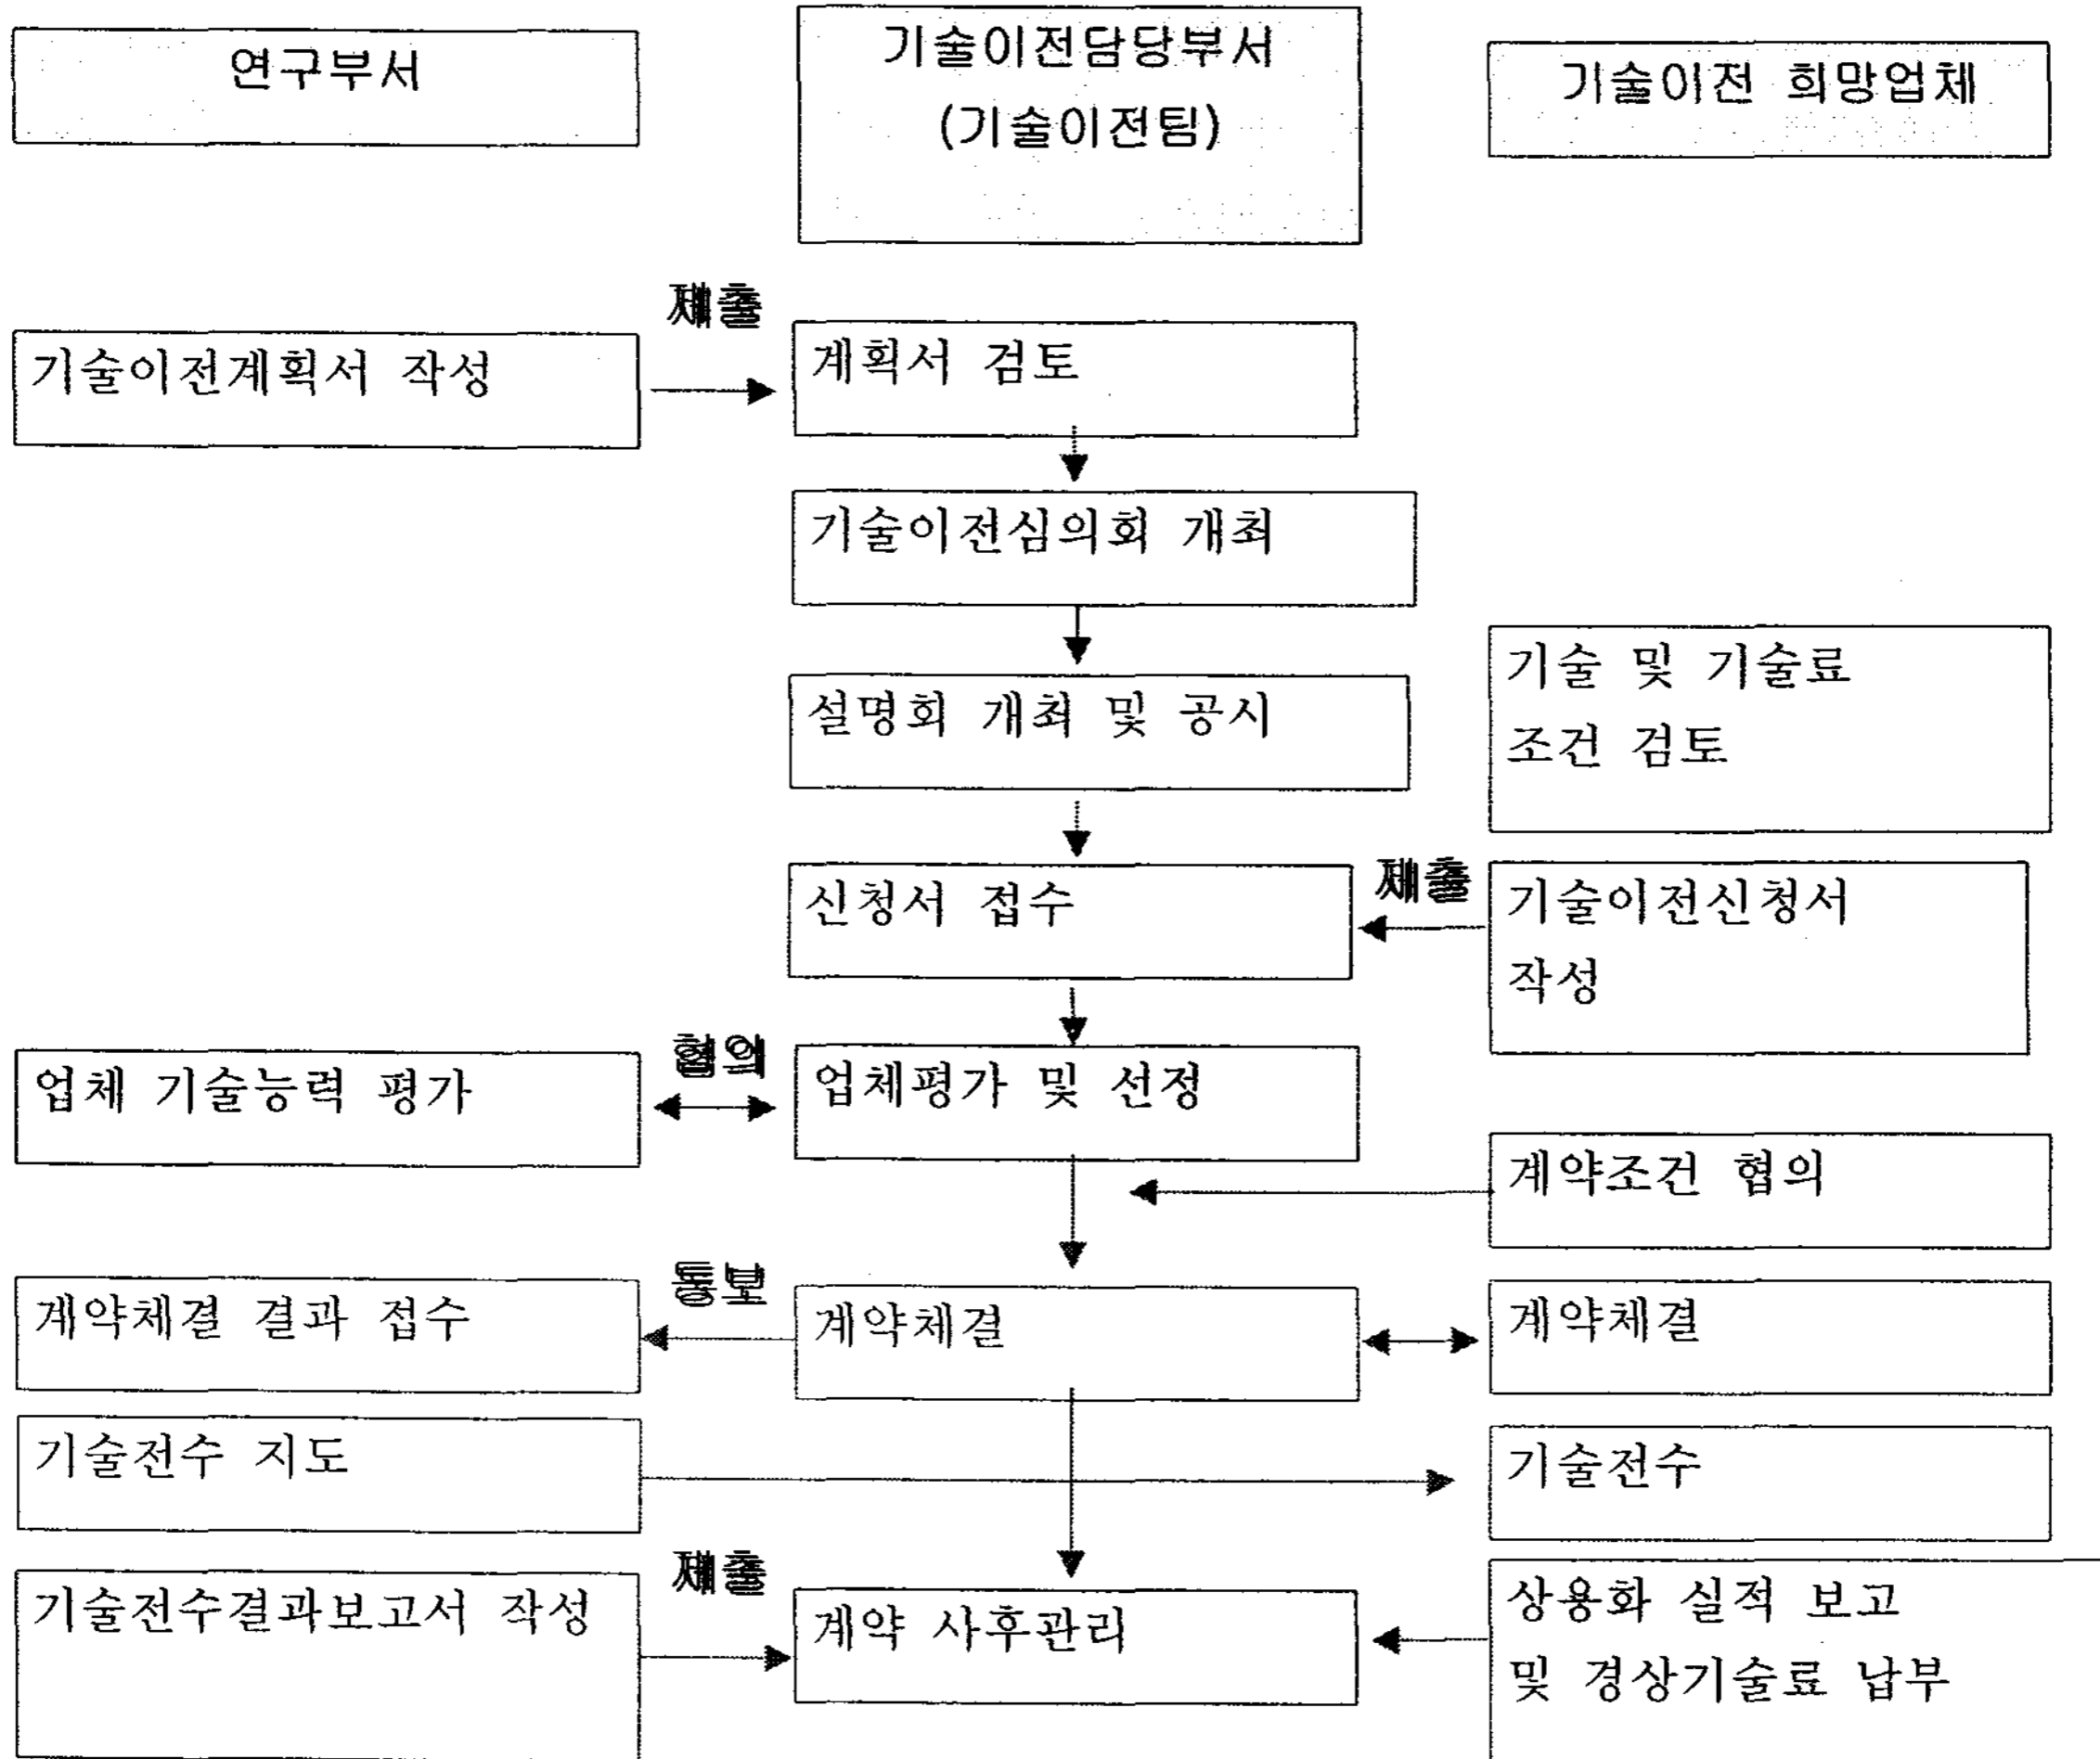 연구부서
기술이전담당부서
(기술이전팀)
기술이전 희망업체
제출
기술이전계획서 작성
계획서 검토
기술이전심의회 개최
설명회 개최 및 공시
기술 및 기술료
조건 검토
신청서 접수
제출
기술이전신청서
작성
업체 기술능력 평가
협의
업체평가 및 선정
계약조건 협의
계약체결 결과 접수
통보
계약체결
계약체결
기술전수 지도
기술전수
기술전수결과보고서 작성
제출
계약 사후관리
상용화 실적 보고
및 경상기술료 납부